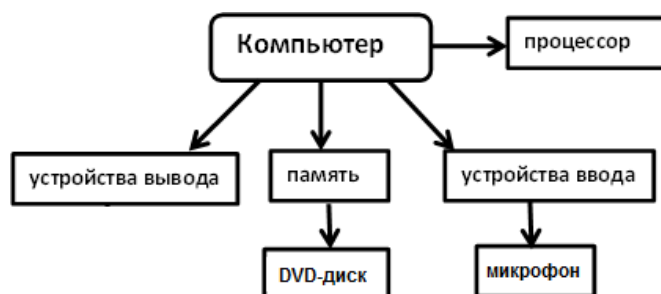 Компьютер
процессор
устройства вывода
память
устройства ввода
DVD-диск
микрофон